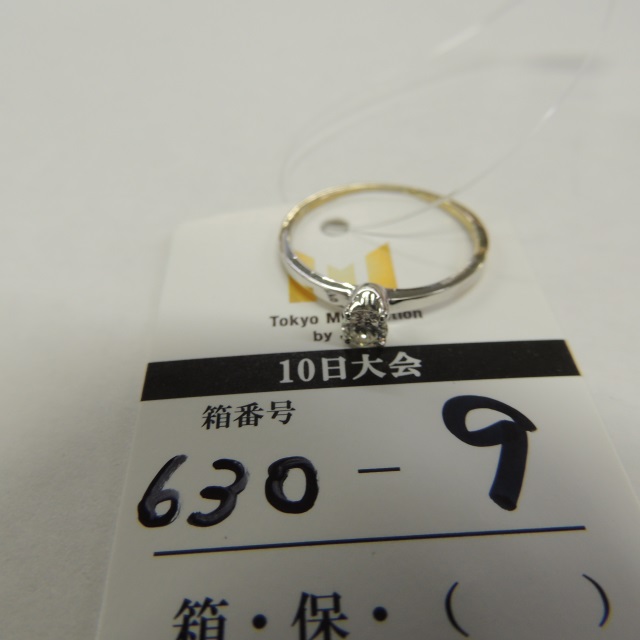 Tokyo
by
10日大会
箱番号
630-9
箱・保・( )